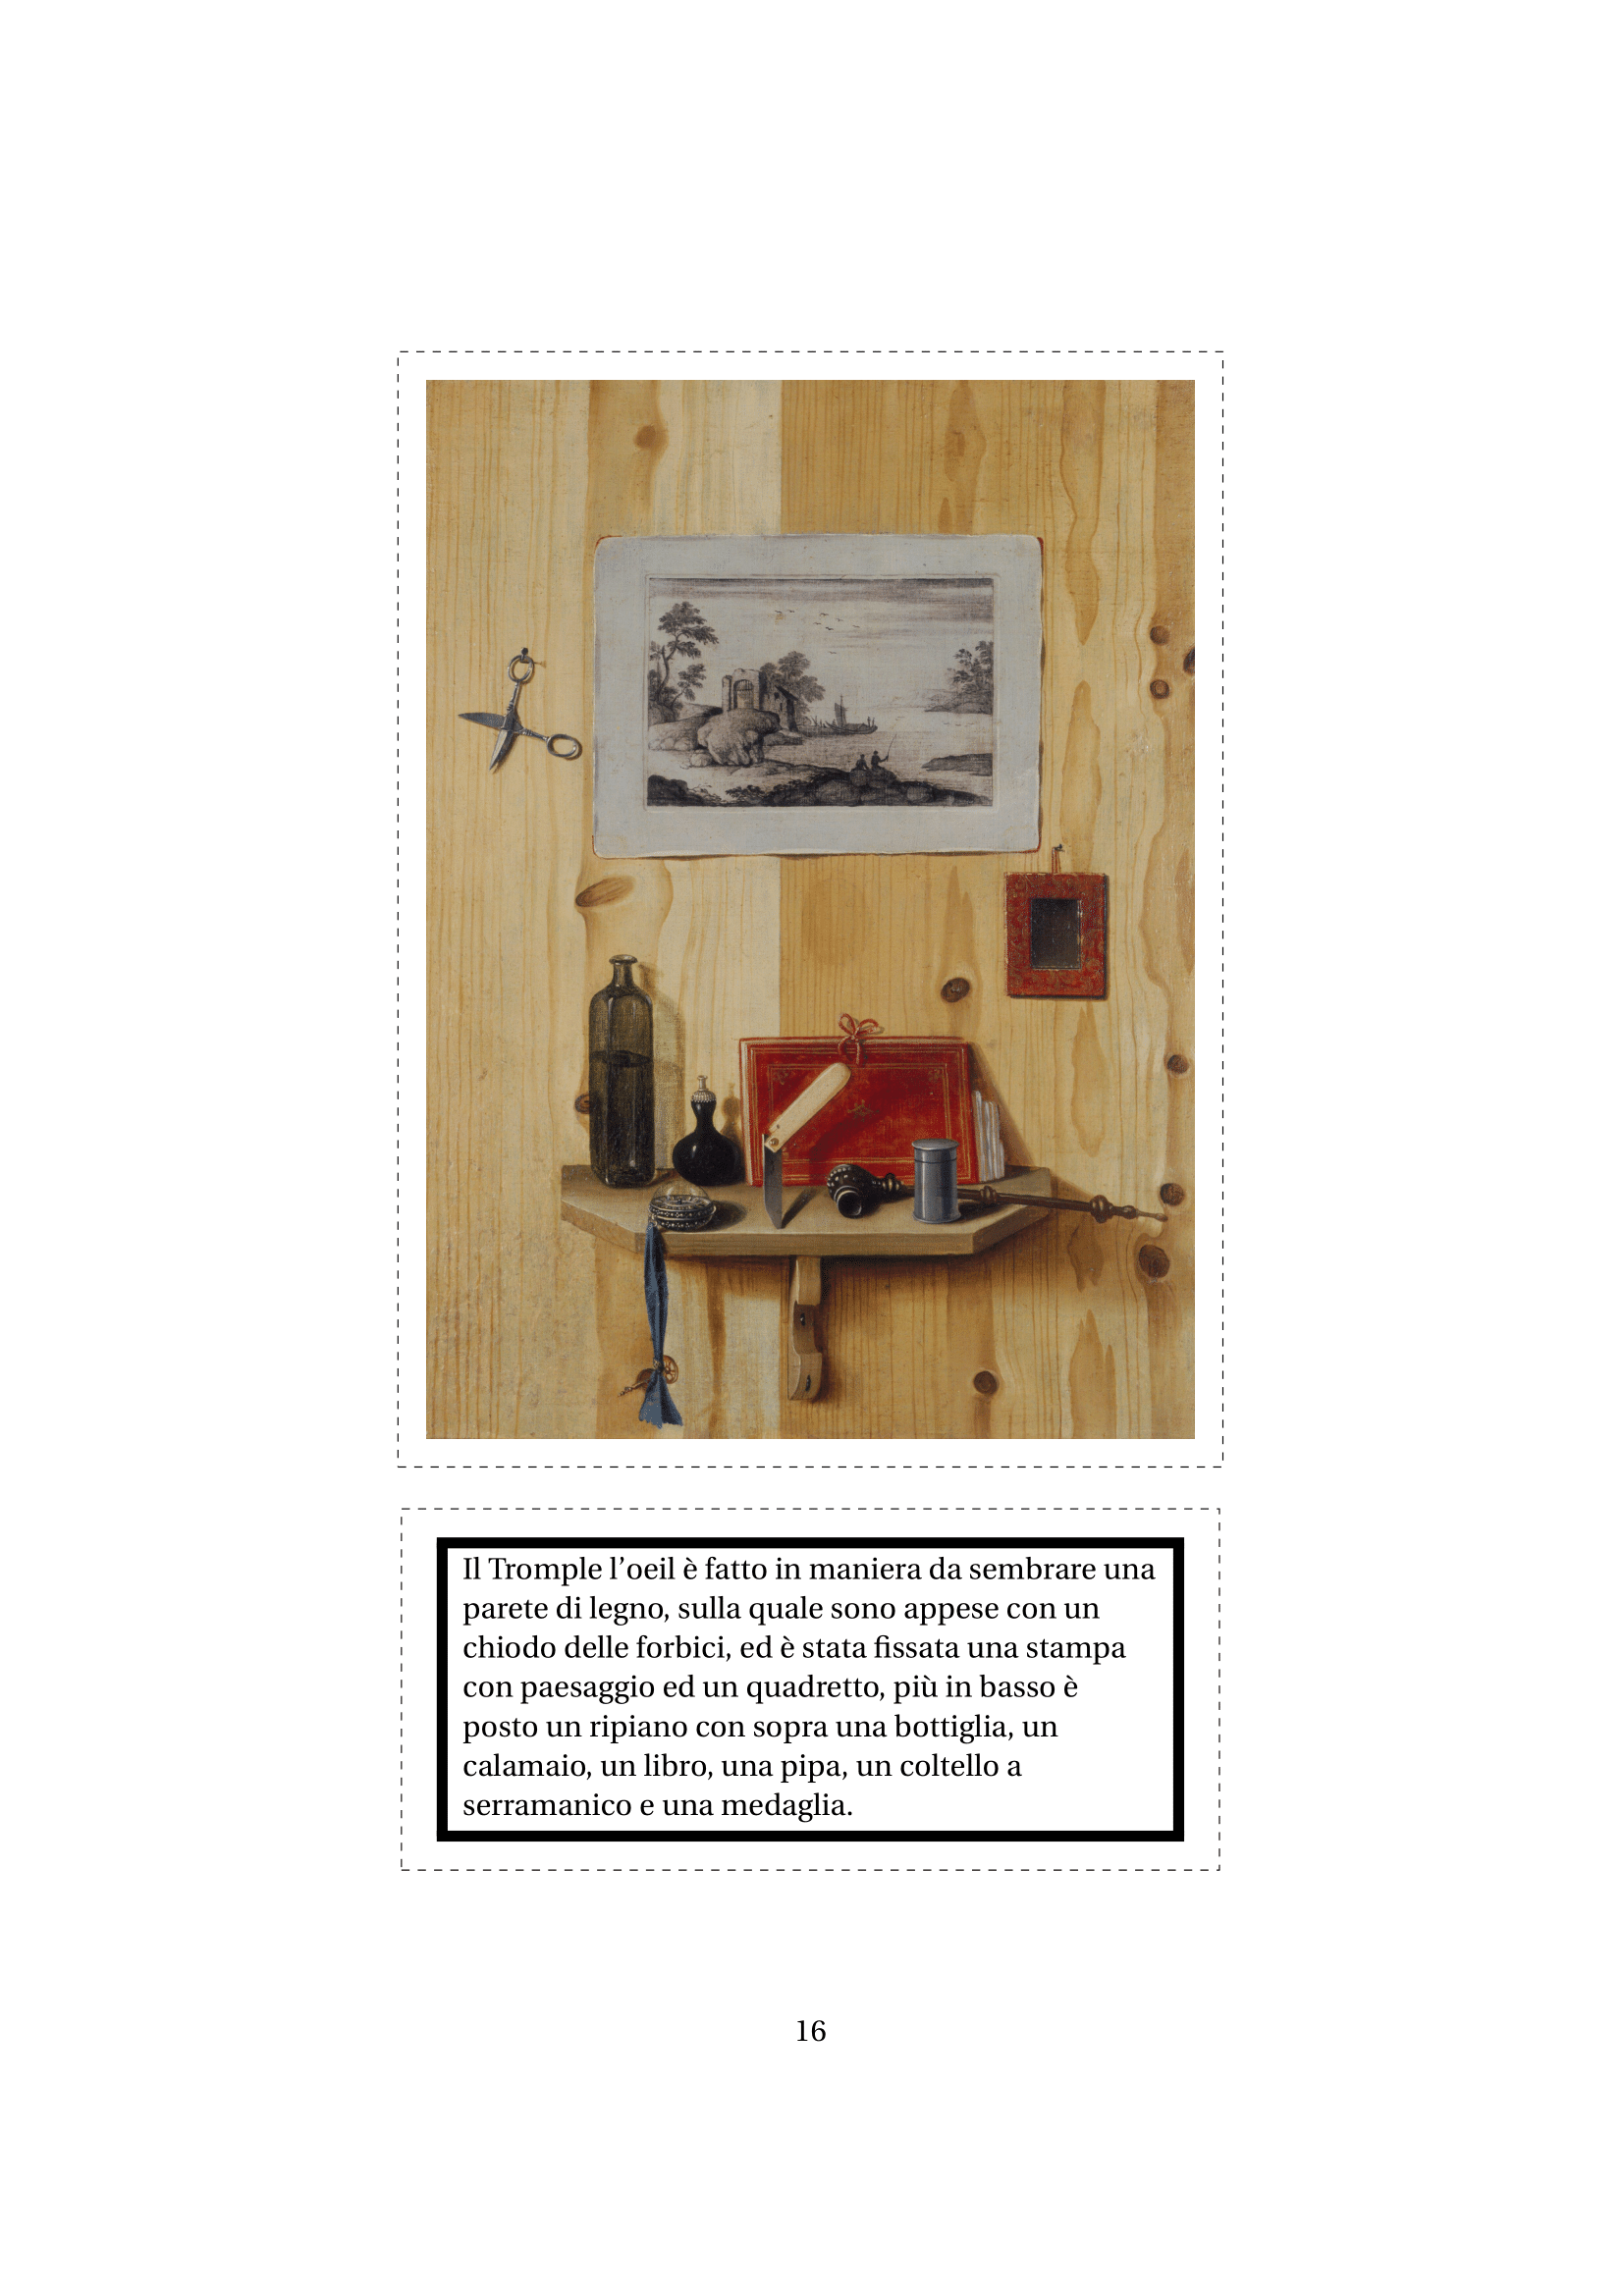 Il Tromple l’oeil è fatto in maniera da sembrare una
parete di legno, sulla quale sono appese con un
chiodo delle forbici, ed è stata fissata una stampa
con paesaggio ed un quadretto, più in basso è
posto un ripiano con sopra una bottiglia, un
calamaio, un libro, una pipa, un coltello a
serramanico e una medaglia.
16